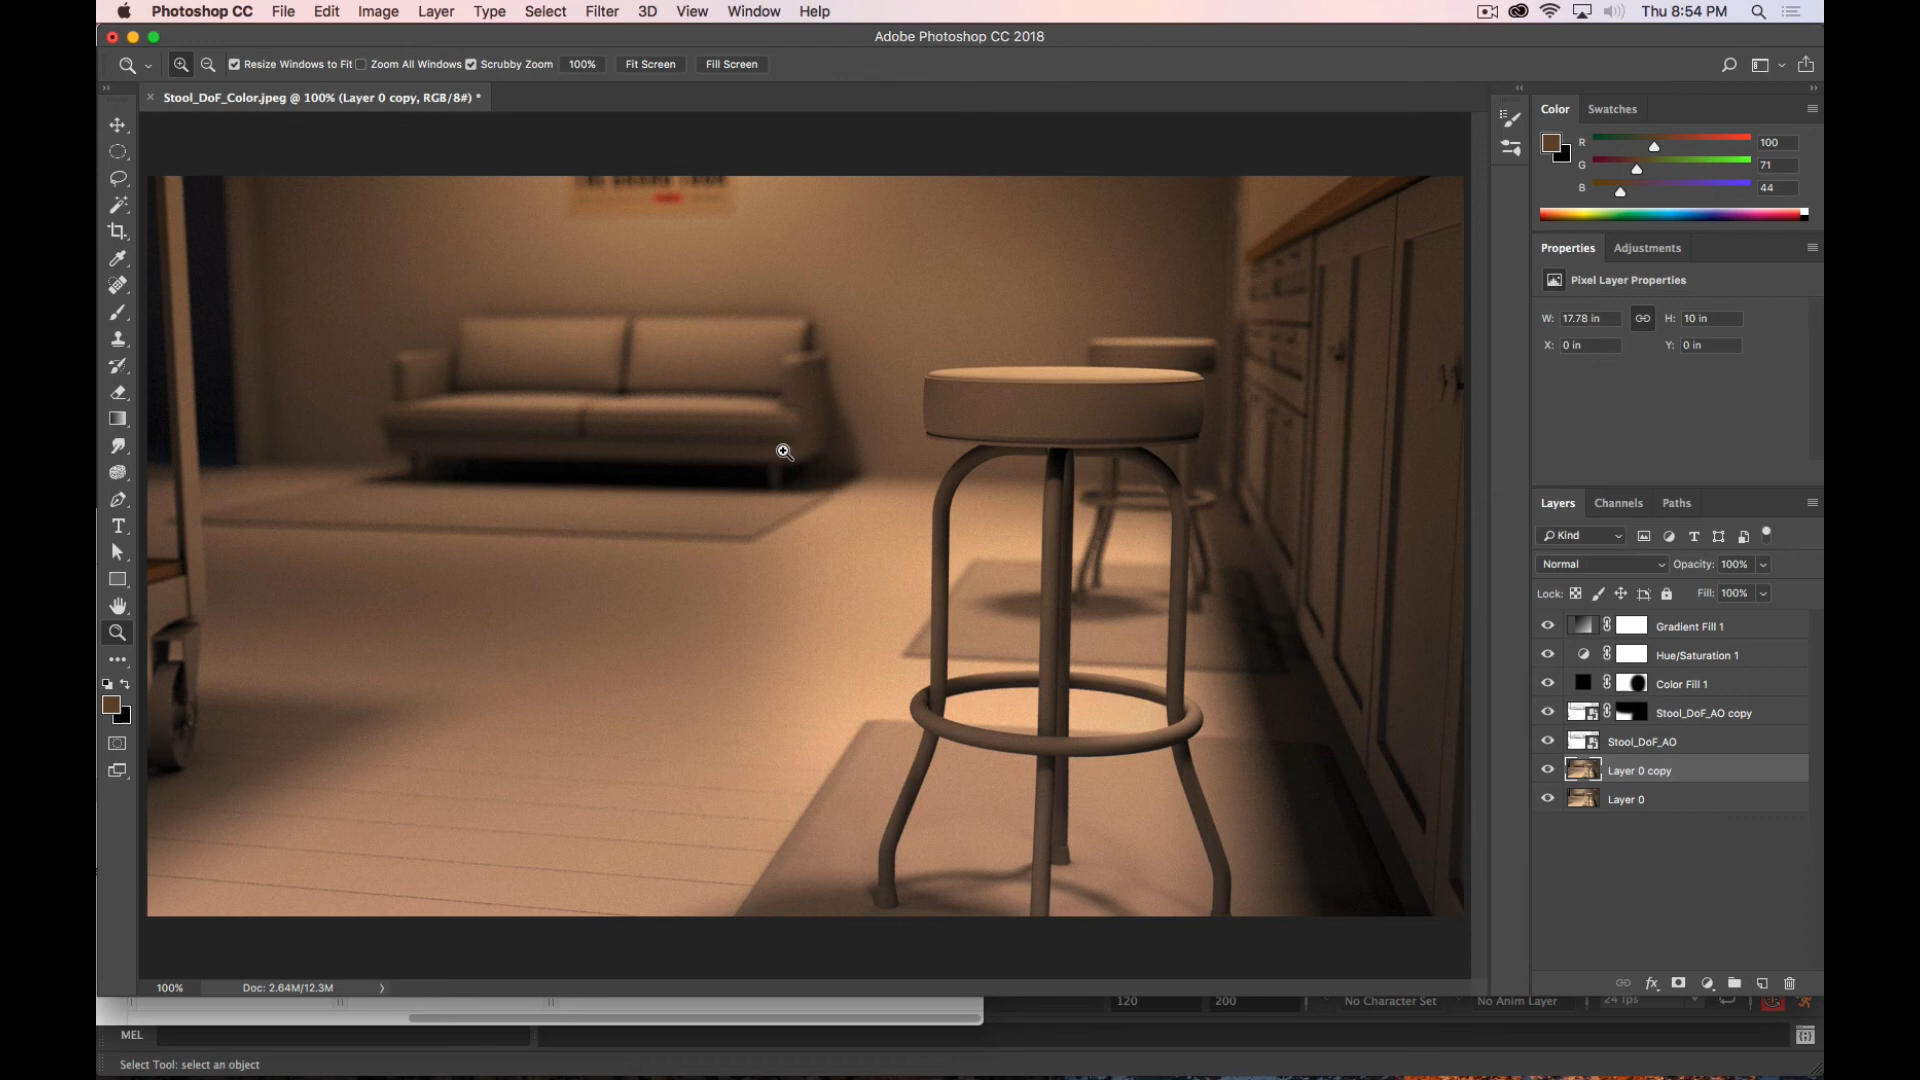 Photoshop CC File Edit Image Layer Type Select Filter 3D View Window Help Thu 8:54 PM
Adobe Photoshop CC 2018
Resize Windows to Fit Zoom All Windows Scrubby Zoom 100% Fit Screen Fill Screen
Stool_DoF_Color.jpeg @ 100% (Layer 0 copy, RGB/8#) *
Color Swatches
R 100
G 71
B 44
Properties Adjustments
Pixel Layer Properties
W: 17.78 in H: 10 in
X: 0 in Y: 0 in
Layers Channels Paths
Kind
Normal Opacity: 100%
Lock: Fill: 100%
Gradient Fill 1
Hue/Saturation 1
Color Fill 1
Stool_DoF_AO copy
Stool_DoF_AO
Layer 0 copy
Layer 0
100% Doc: 2.64M/12.3M
120 200 No Character Set No Anim Layer 24 fps
MEL
Select Tool: select an object